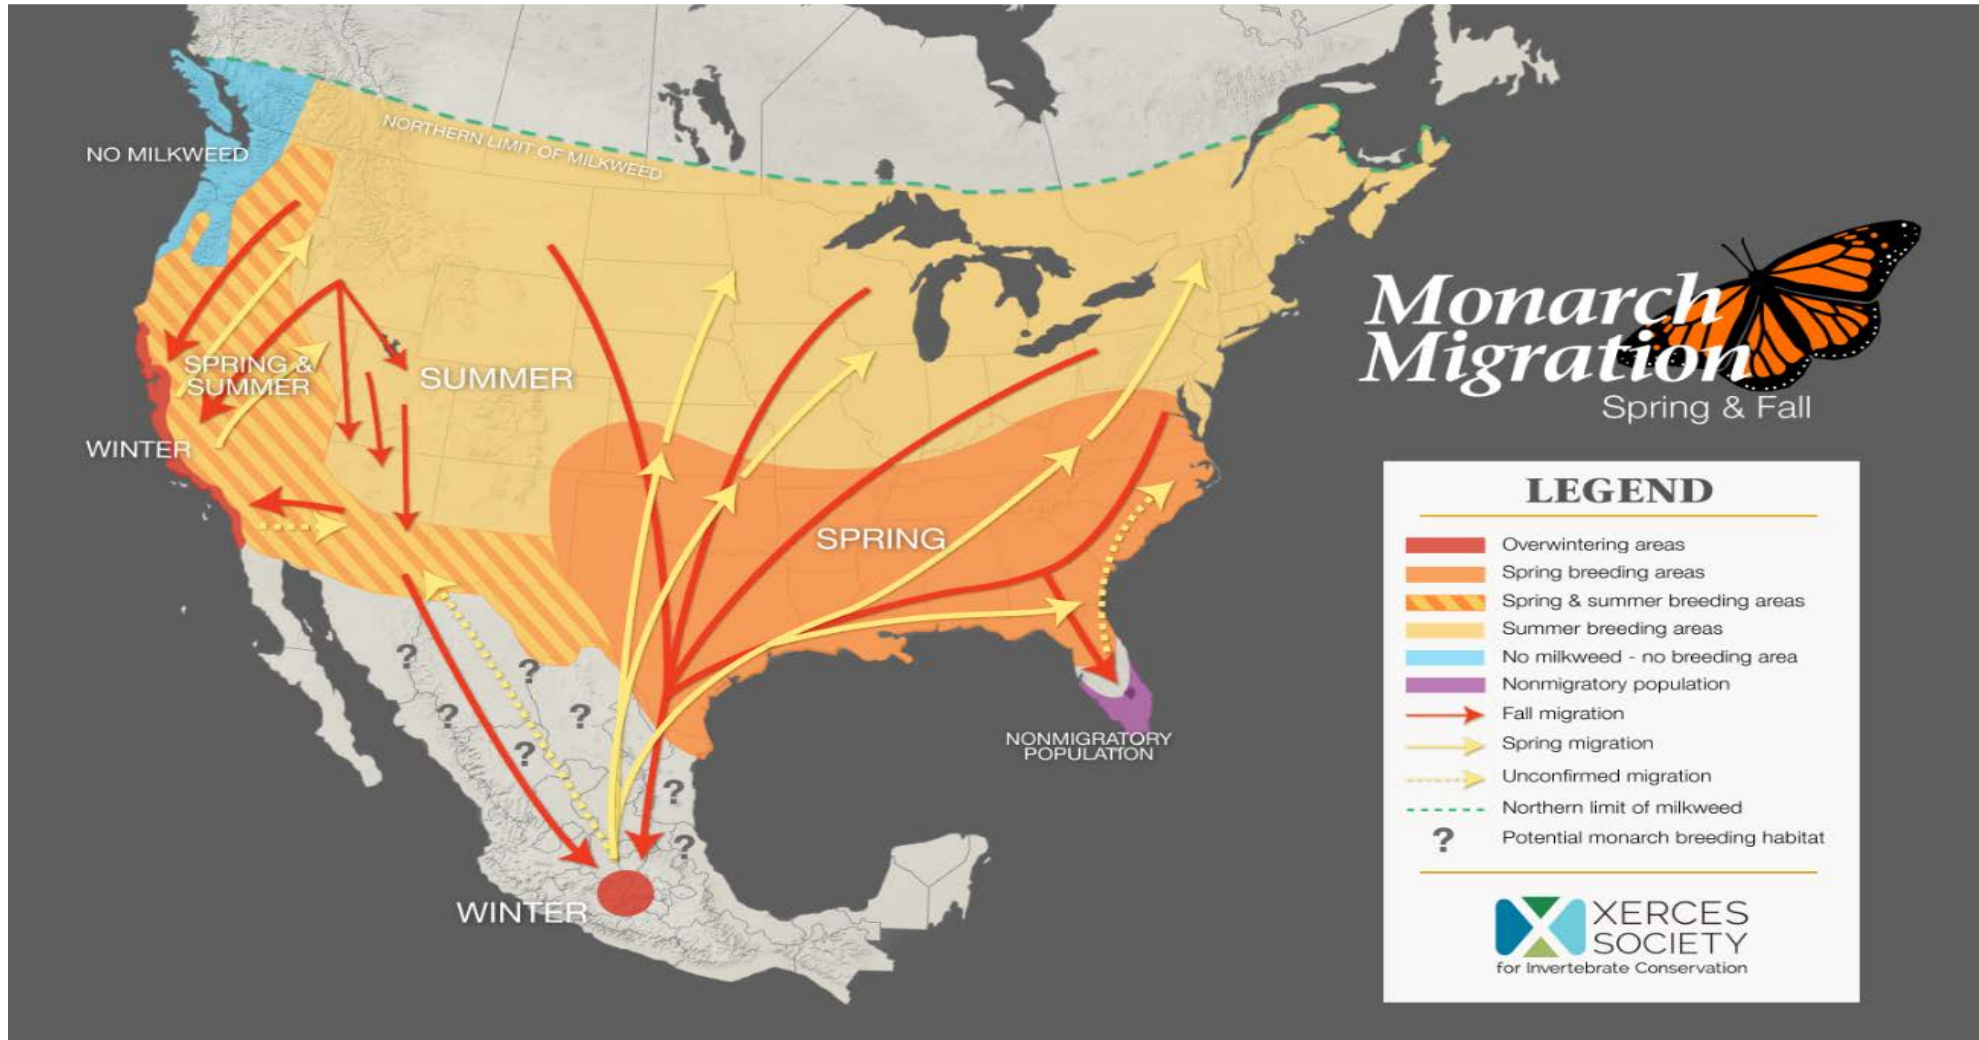 NO MILKWEED
NORTHERN LIMIT OF MILKWEED
SPRING &
SUMMER
SUMMER
WINTER
SPRING
NONMIGRATORY
POPULATION
WINTER
?
?
?
?
?
?
?
Monarch
Migration
Spring & Fall
LEGEND
Overwintering areas
Spring breeding areas
Spring & summer breeding areas
Summer breeding areas
No milkweed - no breeding area
Nonmigratory population
Fall migration
Spring migration
Unconfirmed migration
Northern limit of milkweed
? Potential monarch breeding habitat
XERCES
SOCIETY
for Invertebrate Conservation